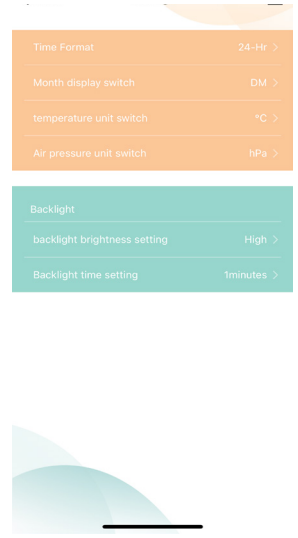 Time Format 24-Hr >
Month display switch DM >
temperature unit switch °C >
Air pressure unit switch hPa >
Backlight
backlight brightness setting High >
Backlight time setting 1minutes >